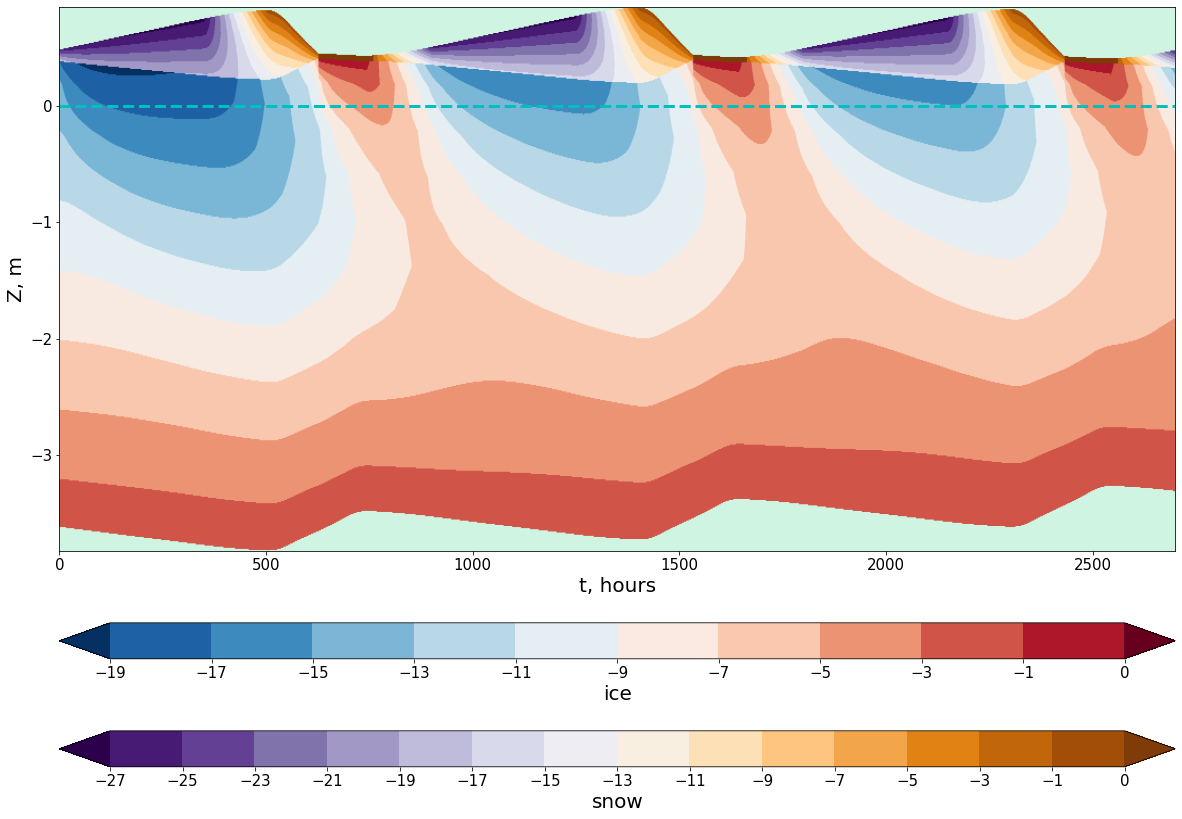 0
−1
−2
−3
Z, m
0 500 1000 1500 2000 2500
t, hours
−19 −17 −15 −13 −11 −9 −7 −5 −3 −1 0
ice
−27 −25 −23 −21 −19 −17 −15 −13 −11 −9 −7 −5 −3 −1 0
snow